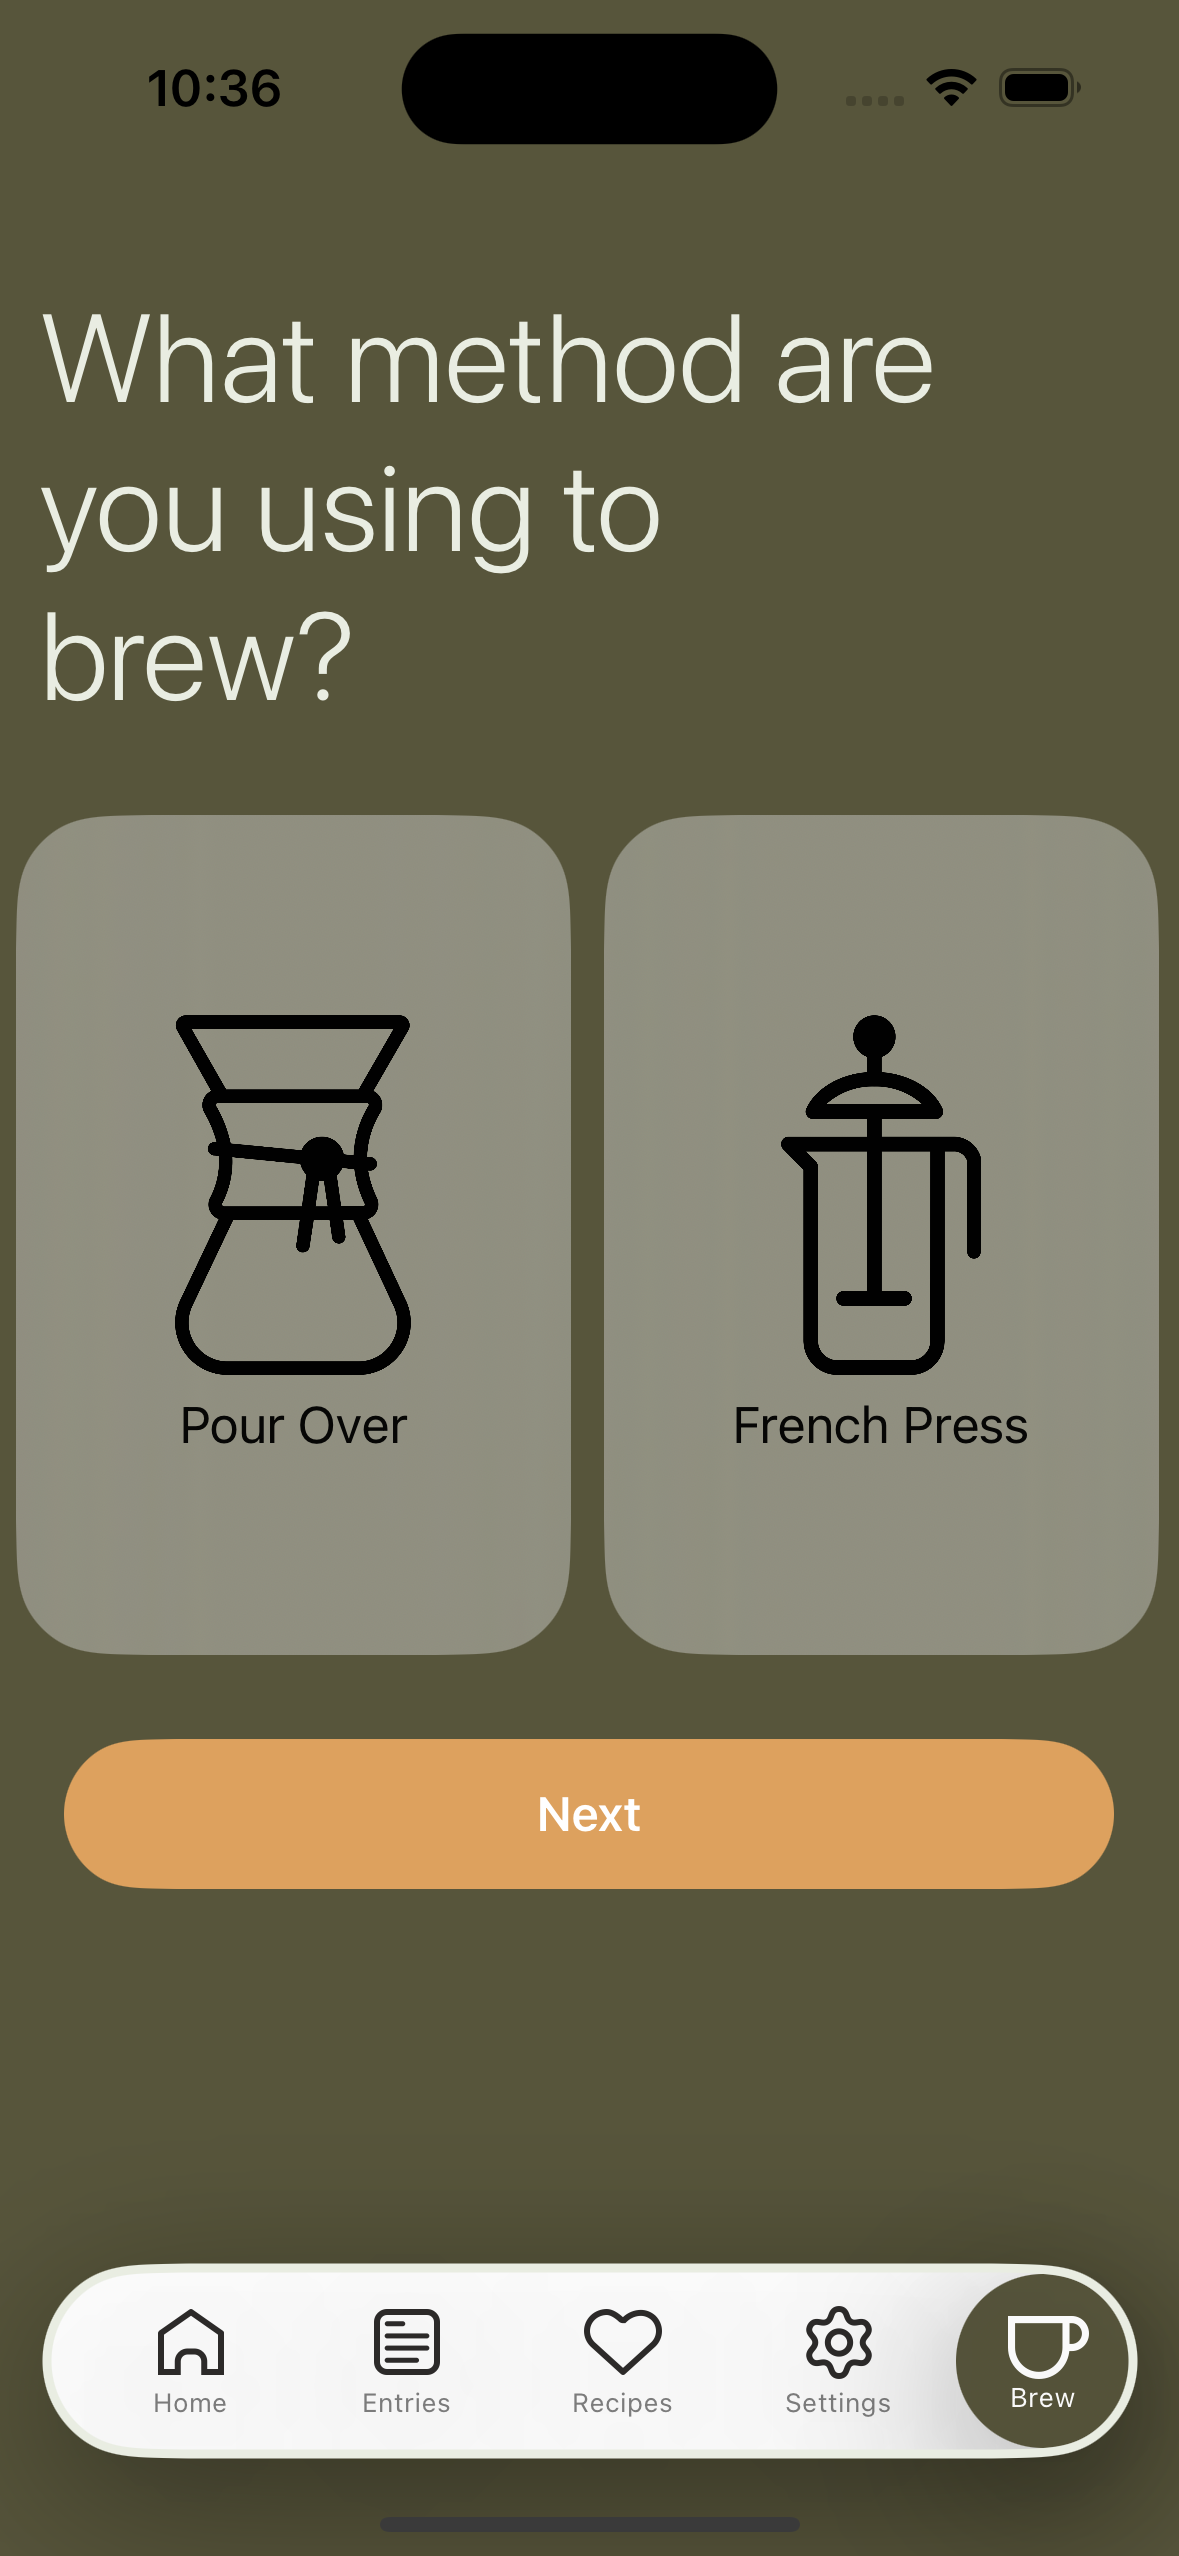 10:36
What method are
you using to
brew?
Pour Over
French Press
Next
Home
Entries
Recipes
Settings
Brew